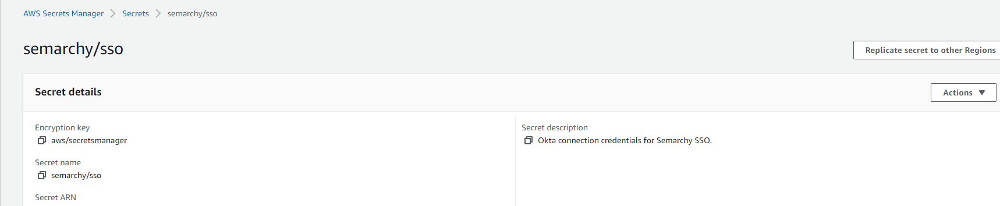 AWS Secrets Manager > Secrets > semarchy/sso
semarchy/sso
Replicate secret to other Regions
Secret details
Actions ▼
Encryption key
aws/secretsmanager
Secret description
Okta connection credentials for Semarchy SSO.
Secret name
semarchy/sso
Secret ARN